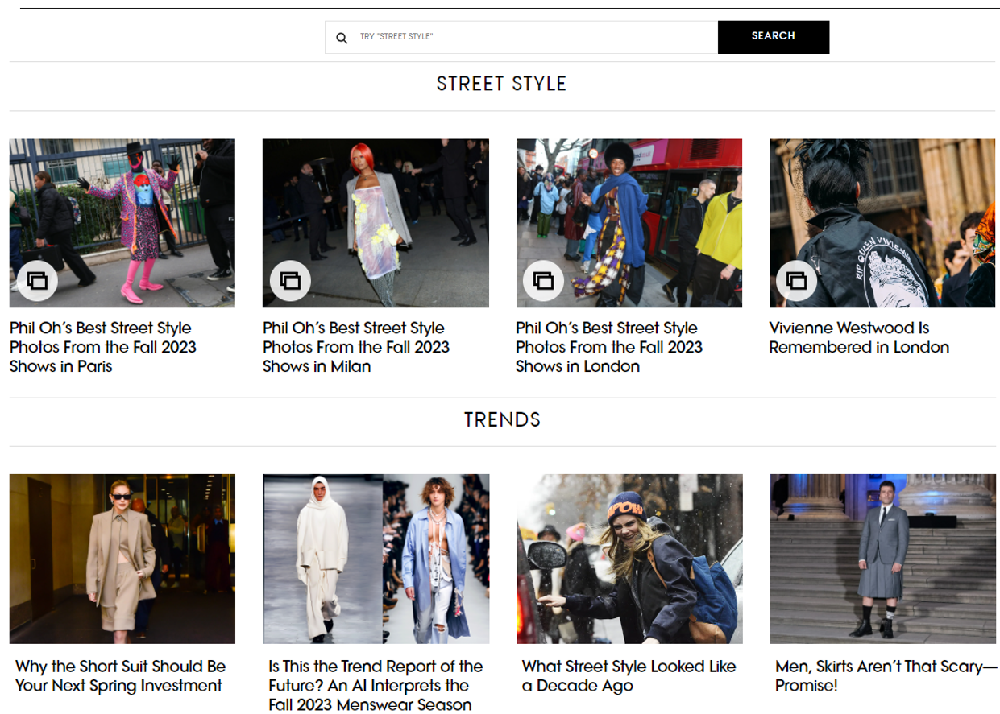 TRY "STREET STYLE"
SEARCH
STREET STYLE
Phil Oh's Best Street Style
Photos From the Fall 2023
Shows in Paris
Phil Oh's Best Street Style
Photos From the Fall 2023
Shows in Milan
Phil Oh's Best Street Style
Photos From the Fall 2023
Shows in London
RIP QUEEN VIVIENNE
Vivienne Westwood Is
Remembered in London
TRENDS
POW
Why the Short Suit Should Be
Your Next Spring Investment
Is This the Trend Report of the
Future? An AI Interprets the
Fall 2023 Menswear Season
What Street Style Looked Like
a Decade Ago
Men, Skirts Aren't That Scary—
Promise!